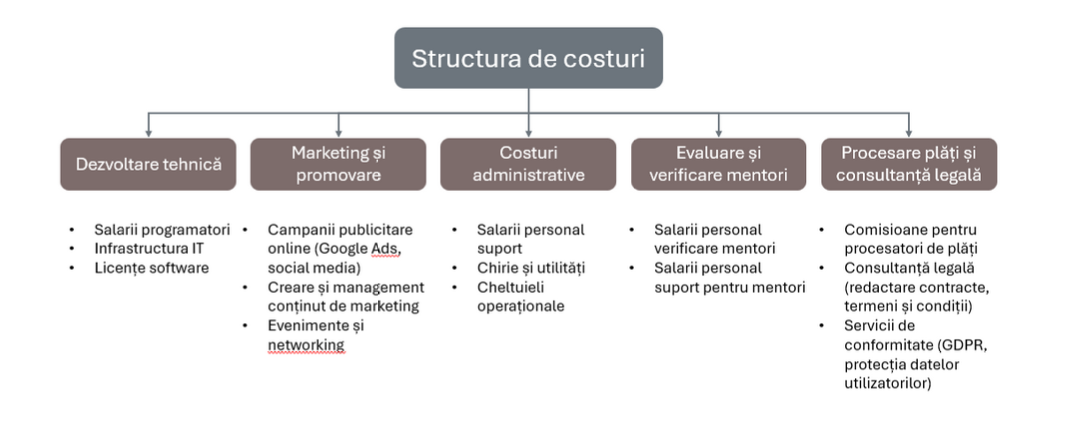 Structura de costuri
Dezvoltare tehnică
Marketing și
promovare
Costuri
administrative
Evaluare și
verificare mentori
Procesare plăți și
consultanță legală
• Salarii programatori
• Infrastructura IT
• Licențe software
• Campanii publicitare
online (Google Ads,
social media)
• Creare și management
conținut de marketing
• Evenimente și
networking
• Salarii personal
suport
• Chirie și utilități
• Cheltuieli
operaționale
• Salarii personal
verificare mentori
• Salarii personal
suport pentru mentori
• Comisioane pentru
procesatori de plăți
• Consultanță legală
(redactare contracte,
termeni și condiții)
• Servicii de
conformitate (GDPR,
protecția datelor
utilizatorilor)